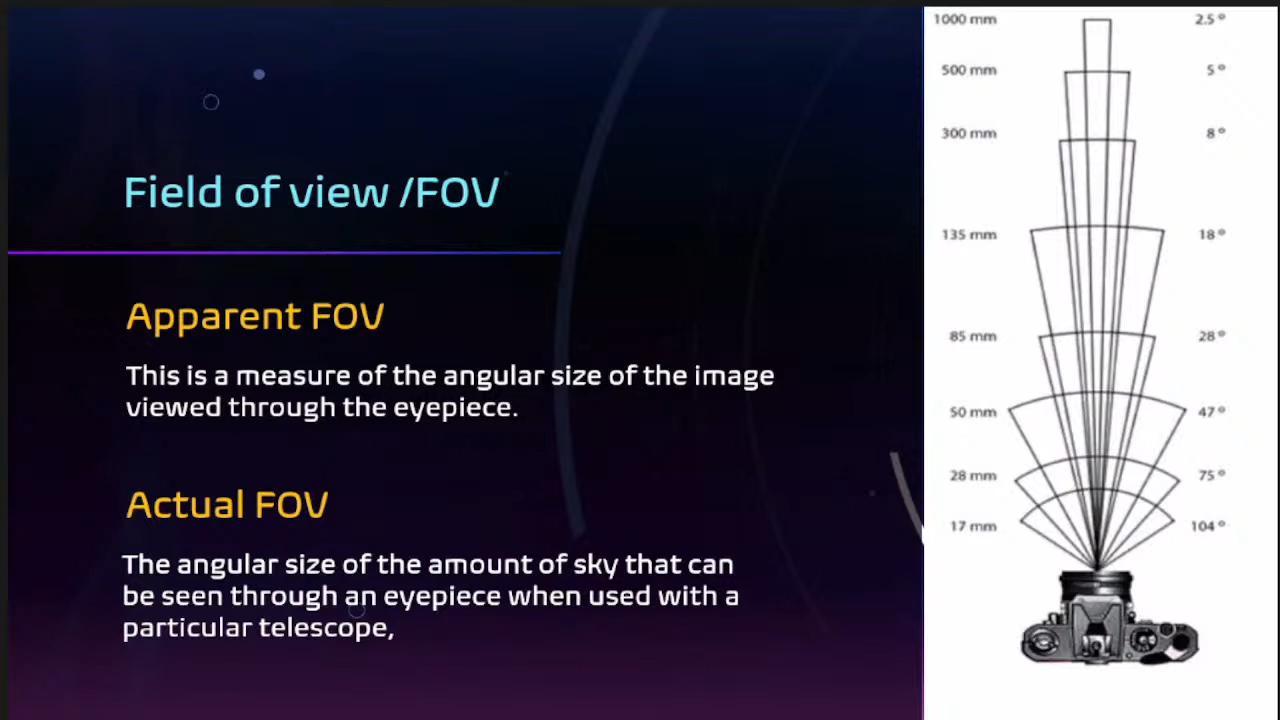 Field of view /FOV
Apparent FOV
This is a measure of the angular size of the image
viewed through the eyepiece.
Actual FOV
The angular size of the amount of sky that can
be seen through an eyepiece when used with a
particular telescope,
1000 mm 2.5°
500 mm 5°
300 mm 8°
135 mm 18°
85 mm 28°
50 mm 47°
28 mm 75°
17 mm 104°